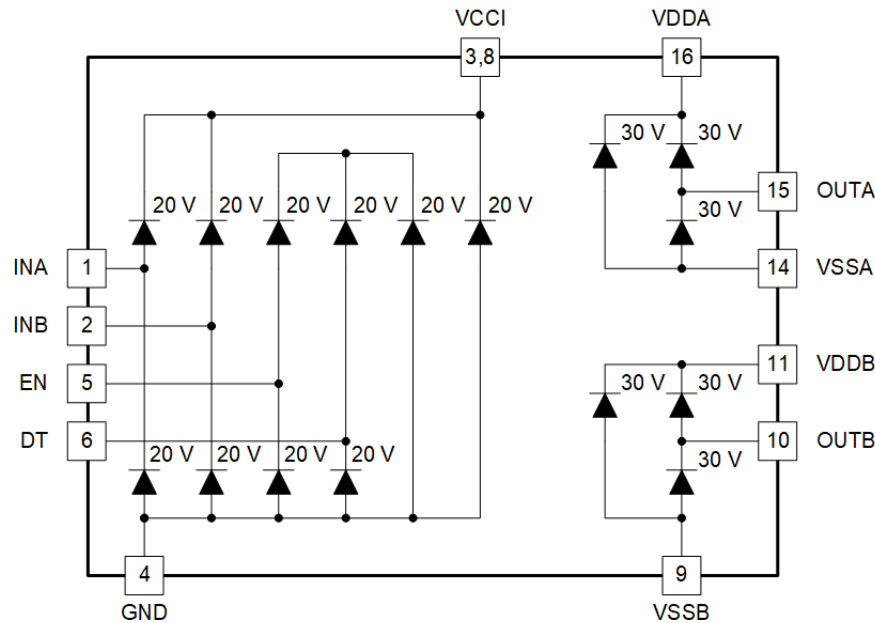 VCCI
VDDA
3,8
16
30 V
30 V
15
OUTA
20 V
20 V
20 V
20 V
20 V
20 V
30 V
INA
1
14
VSSA
INB
2
EN
5
30 V
30 V
11
VDDB
DT
6
10
OUTB
20 V
20 V
20 V
20 V
30 V
4
9
GND
VSSB